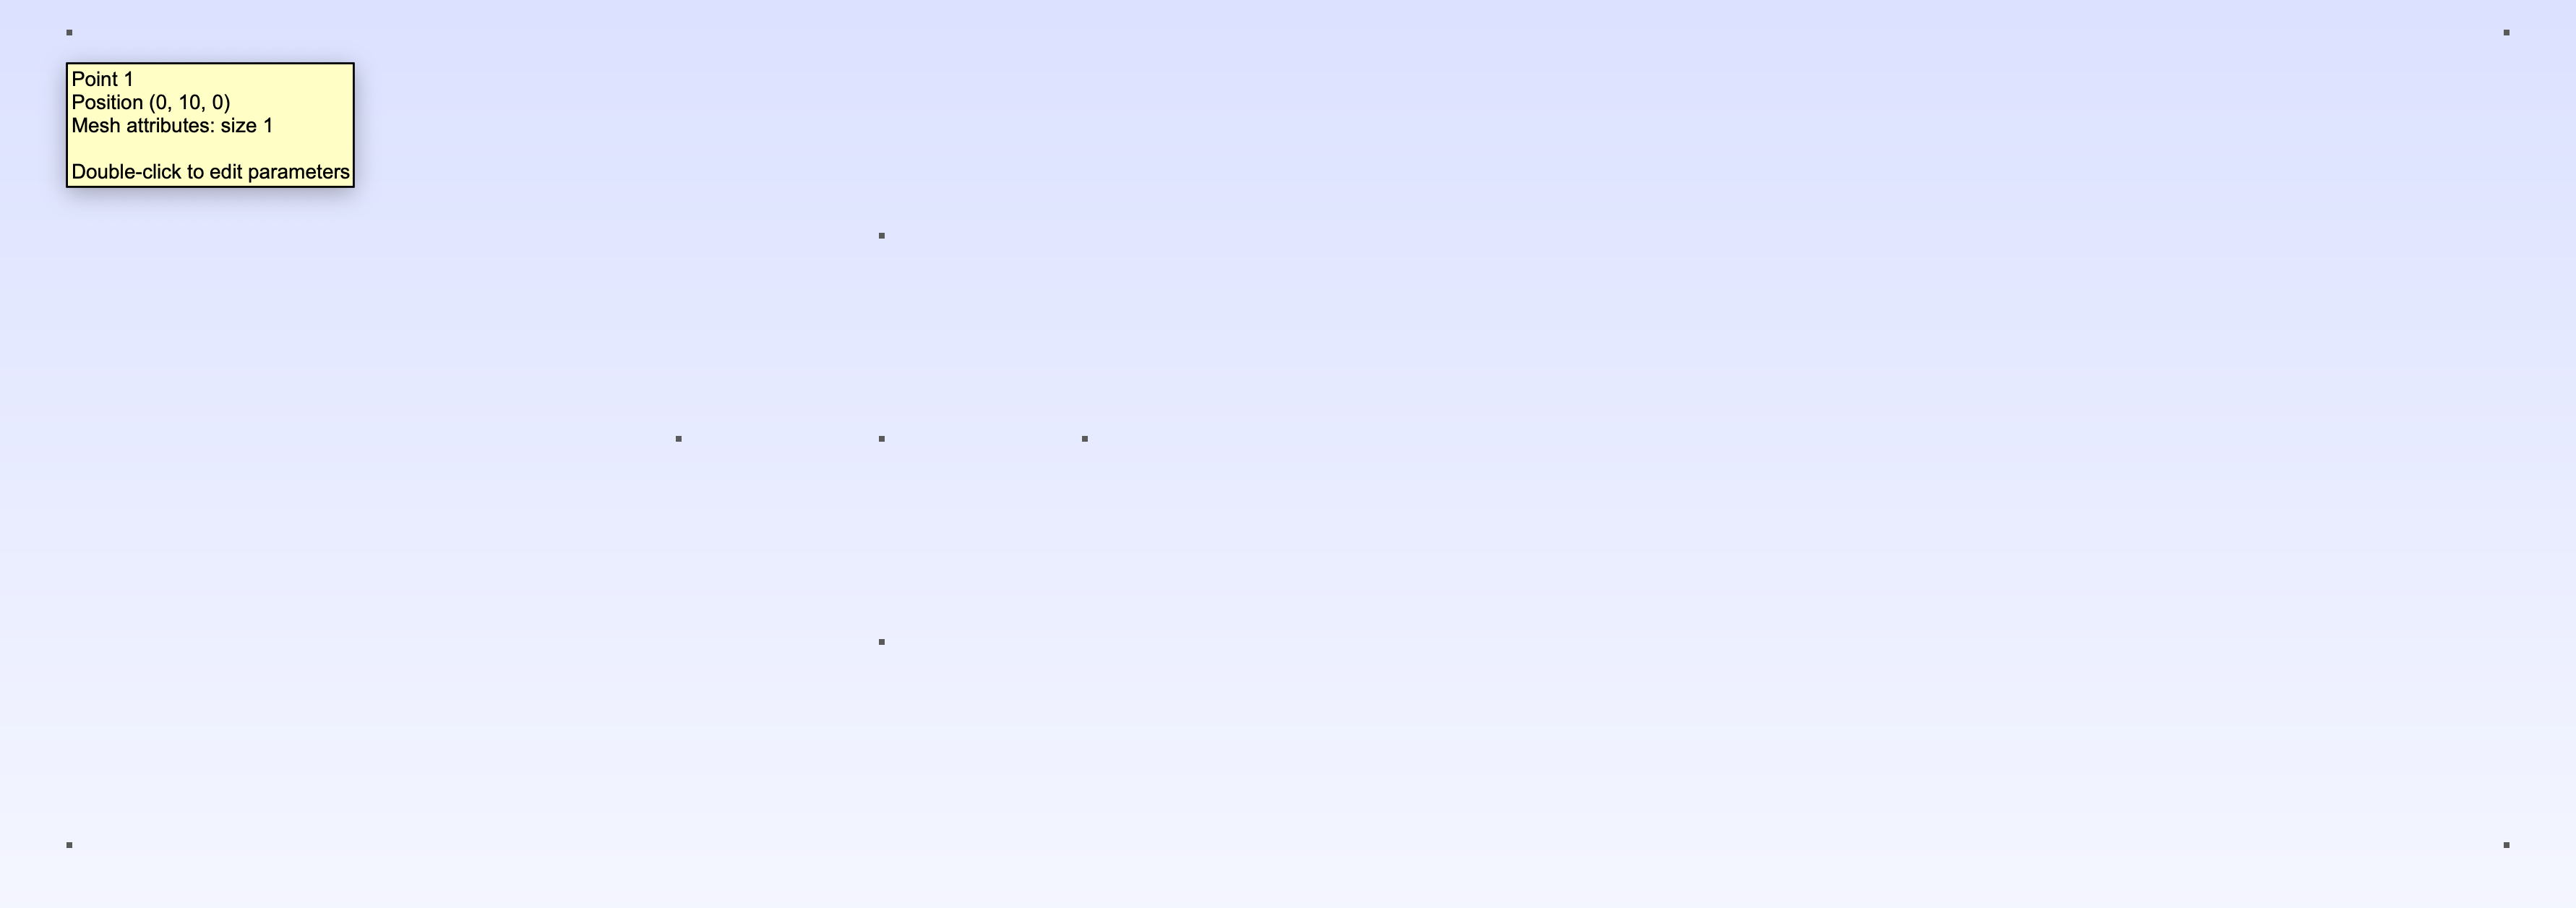 Point 1
Position (0, 10, 0)
Mesh attributes: size 1
Double-click to edit parameters